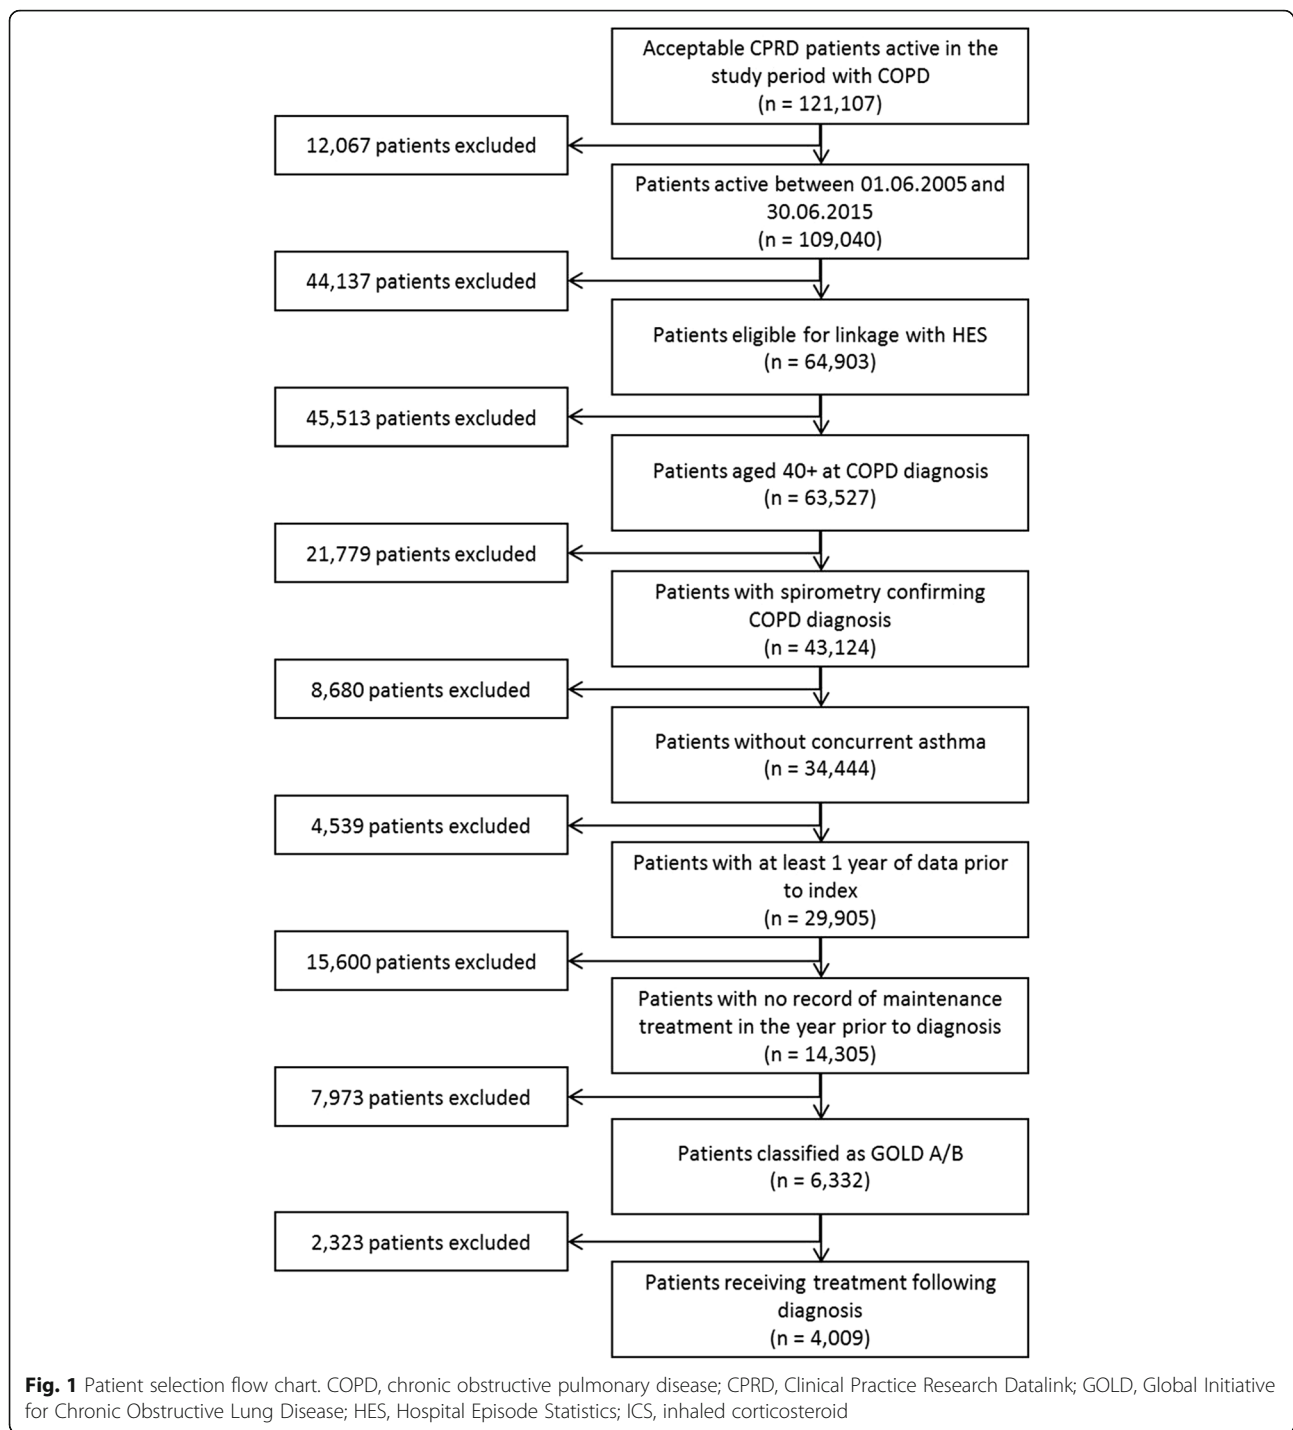 Acceptable CPRD patients active in the
study period with COPD
(n = 121,107)
12,067 patients excluded
Patients active between 01.06.2005 and
30.06.2015
(n = 109,040)
44,137 patients excluded
Patients eligible for linkage with HES
(n = 64,903)
45,513 patients excluded
Patients aged 40+ at COPD diagnosis
(n = 63,527)
21,779 patients excluded
Patients with spirometry confirming
COPD diagnosis
(n = 43,124)
8,680 patients excluded
Patients without concurrent asthma
(n = 34,444)
4,539 patients excluded
Patients with at least 1 year of data prior
to index
(n = 29,905)
15,600 patients excluded
Patients with no record of maintenance
treatment in the year prior to diagnosis
(n = 14,305)
7,973 patients excluded
Patients classified as GOLD A/B
(n = 6,332)
2,323 patients excluded
Patients receiving treatment following
diagnosis
(n = 4,009)
Fig. 1 Patient selection flow chart. COPD, chronic obstructive pulmonary disease; CPRD, Clinical Practice Research Datalink; GOLD, Global Initiative
for Chronic Obstructive Lung Disease; HES, Hospital Episode Statistics; ICS, inhaled corticosteroid